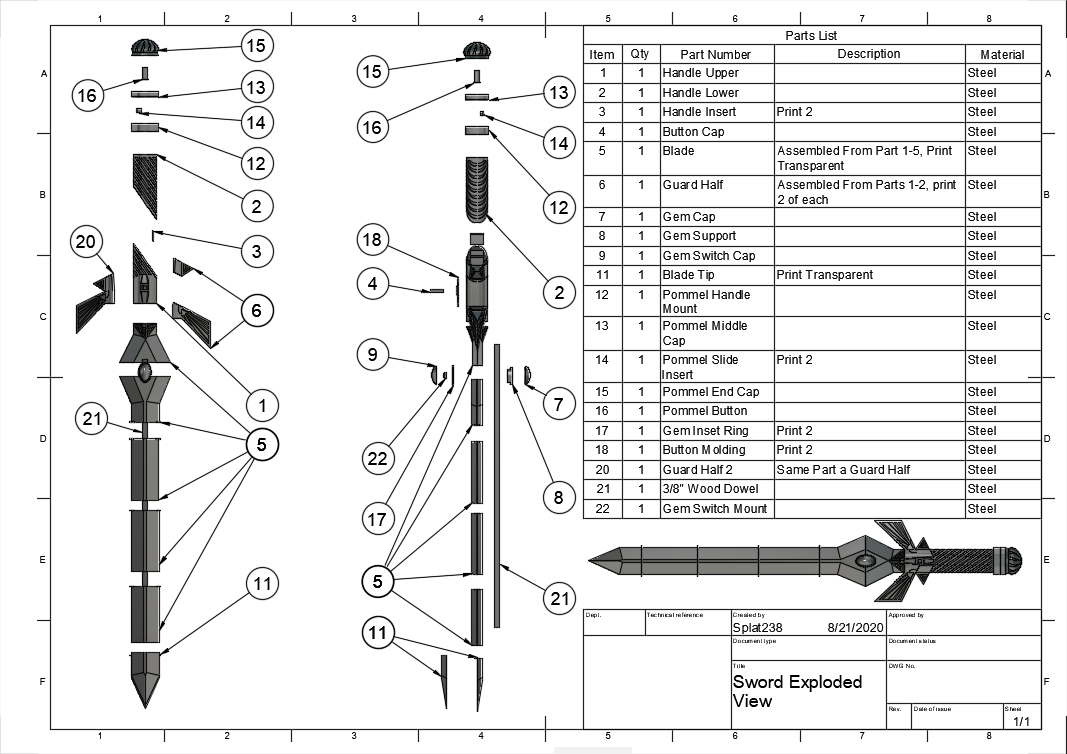 1 2 3 4 5 6 7 8
A
B
C
D
E
F
15
16
13
14
12
2
3
20
6
1
21
5
11
15
13
16
14
12
18
4
2
9
7
22
8
17
5
21
11
Parts List
Item Qty Part Number Description Material
1 1 Handle Upper Steel
2 1 Handle Lower Steel
3 1 Handle Insert Print 2 Steel
4 1 Button Cap Steel
5 1 Blade Assembled From Part 1-5, Print Steel
Transparent
6 1 Guard Half Assembled From Parts 1-2, print Steel
2 of each
7 1 Gem Cap Steel
8 1 Gem Support Steel
9 1 Gem Switch Cap Steel
11 1 Blade Tip Print Transparent Steel
12 1 Pommel Handle Steel
Mount
13 1 Pommel Middle Steel
Cap
14 1 Pommel Slide Print 2 Steel
Insert
15 1 Pommel End Cap Steel
16 1 Pommel Button Steel
17 1 Gem Inset Ring Print 2 Steel
18 1 Button Molding Print 2 Steel
20 1 Guard Half 2 Same Part a Guard Half Steel
21 1 3/8" Wood Dowel Steel
22 1 Gem Switch Mount Steel
A
B
C
D
E
F
Dept. Technical reference Created by Approved by
Splat238 8/21/2020
Document type Document status
Title DWG No.
Sword Exploded
View
Rev. Date of issue Sheet
1/1
1 2 3 4 5 6 7 8